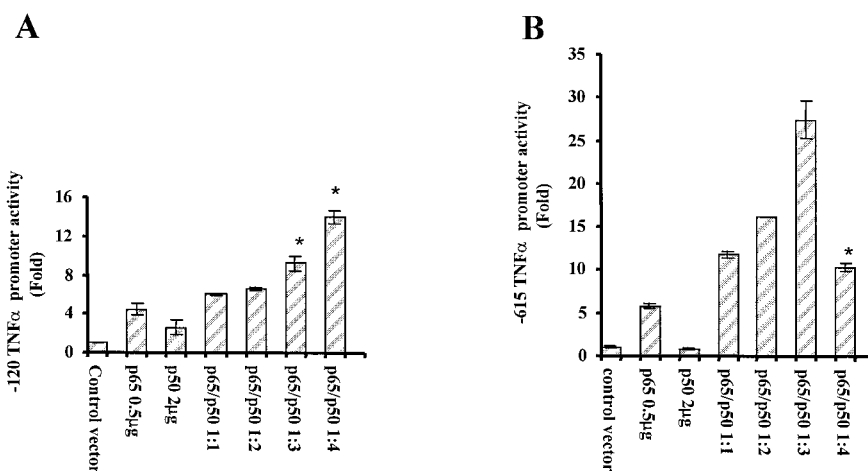 A
-120 TNFα promoter activity
(Fold)
16
12
8
4
0
*
*
Control vector
p65 0.5µg
p50 2µg
p65/p50 1:1
p65/p50 1:2
p65/p50 1:3
p65/p50 1:4
B
-615 TNFα promoter activity
(Fold)
35
30
25
20
15
10
5
0
*
control vector
p65 0.5µg
p50 2µg
p65/p50 1:1
p65/p50 1:2
p65/p50 1:3
p65/p50 1:4